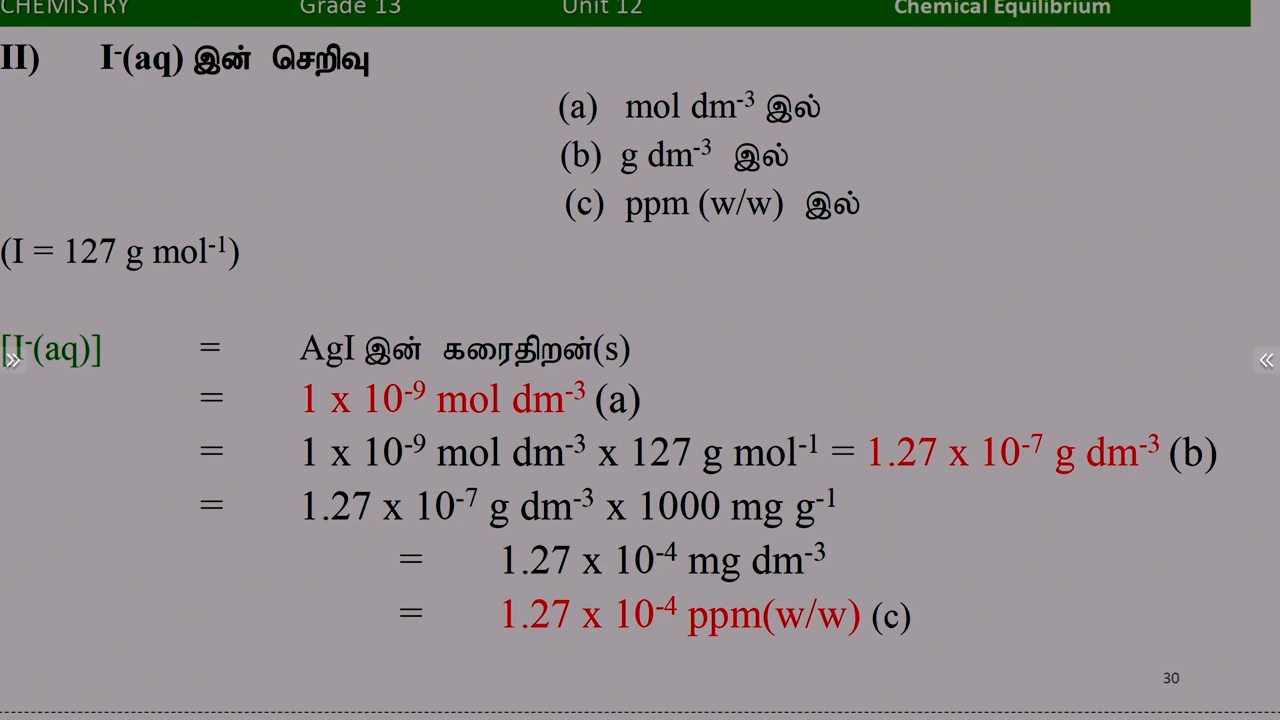 CHEMISTRY Grade 13 Unit 12 Chemical Equilibrium
II) I⁻(aq) இன் செறிவு
(a) mol dm⁻³ இல்
(b) g dm⁻³ இல்
(c) ppm (w/w) இல்
(I = 127 g mol⁻¹)
[I⁻(aq)] = AgI இன் கரைதிறன்(s)
= 1 x 10⁻⁹ mol dm⁻³ (a)
= 1 x 10⁻⁹ mol dm⁻³ x 127 g mol⁻¹ = 1.27 x 10⁻⁷ g dm⁻³ (b)
= 1.27 x 10⁻⁷ g dm⁻³ x 1000 mg g⁻¹
= 1.27 x 10⁻⁴ mg dm⁻³
= 1.27 x 10⁻⁴ ppm(w/w) (c)
30